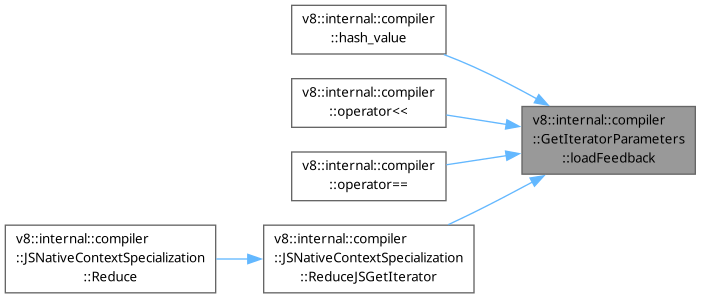 v8::internal::compiler
::hash_value
v8::internal::compiler
::operator<<
v8::internal::compiler
::operator==
v8::internal::compiler
::GetIteratorParameters
::loadFeedback
v8::internal::compiler
::JSNativeContextSpecialization
::Reduce
v8::internal::compiler
::JSNativeContextSpecialization
::ReduceJSGetIterator